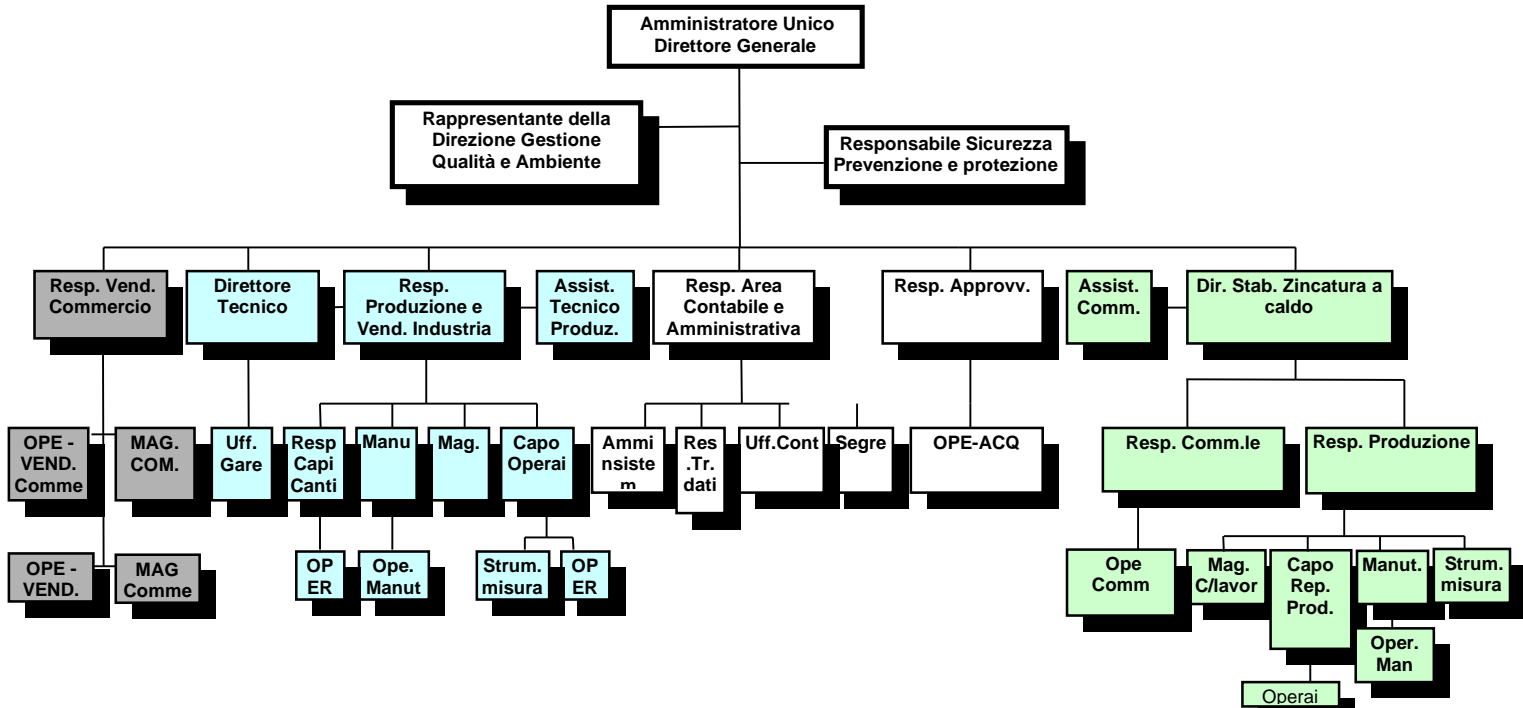 Amministratore Unico
Direttore Generale
Rappresentante della
Direzione Gestione
Qualità e Ambiente
Responsabile Sicurezza
Prevenzione e protezione
Resp. Vend.
Commercio
Direttore
Tecnico
Resp.
Produzione e
Vend. Industria
Assist.
Tecnico
Produz.
Resp. Area
Contabile e
Amministrativa
Resp. Approvv.
Assist.
Comm.
Dir. Stab. Zincatura a
caldo
OPE -
VEND.
Comme
MAG.
COM.
Uff.
Gare
Resp
Capi
Canti
Manu
Mag.
Capo
Operai
Ammi
nsiste
m
Res
.Tr.
dati
Uff.Cont
Segre
OPE-ACQ
Resp. Comm.le
Resp. Produzione
OPE -
VEND.
MAG
Comme
OP
ER
Ope.
Manut
Strum.
misura
OP
ER
Ope
Comm
Mag.
C/lavor
Capo
Rep.
Prod.
Manut.
Strum.
misura
Oper.
Man
Operai